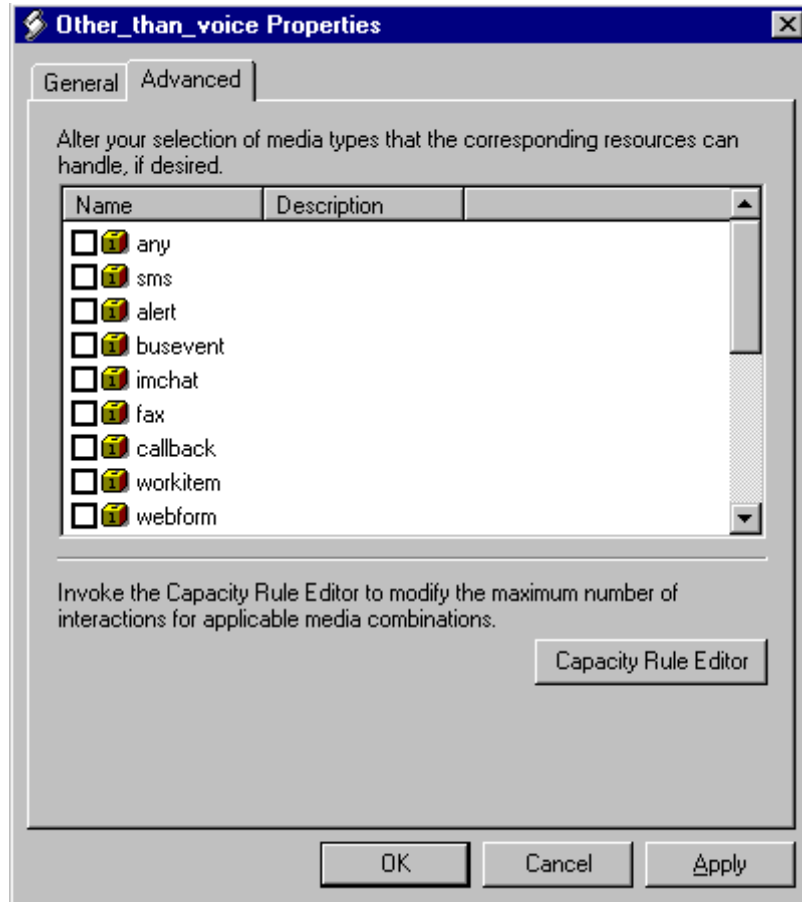 Other_than_voice Properties
General Advanced
Alter your selection of media types that the corresponding resources can
handle, if desired.
Name Description
any
sms
alert
busevent
imchat
fax
callback
workitem
webform
Invoke the Capacity Rule Editor to modify the maximum number of
interactions for applicable media combinations.
Capacity Rule Editor
OK Cancel Apply